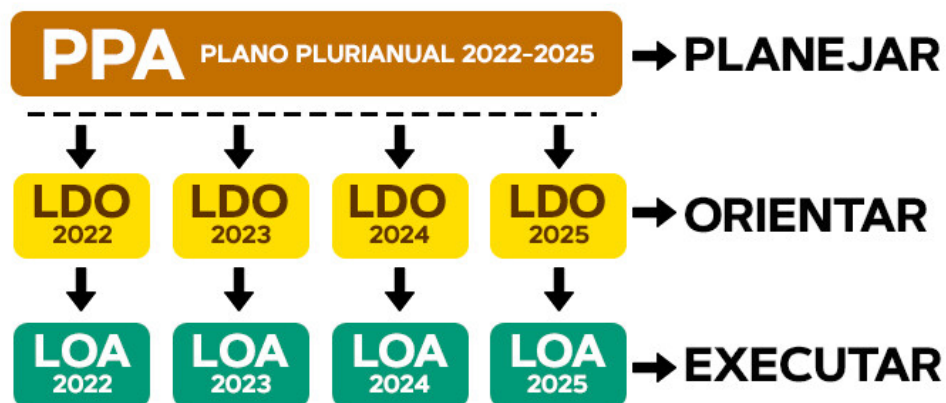 PPA PLANO PLURIANUAL 2022-2025 PLANEJAR
LDO LDO LDO LDO ORIENTAR
2022 2023 2024 2025
LOA LOA LOA LOA EXECUTAR
2022 2023 2024 2025